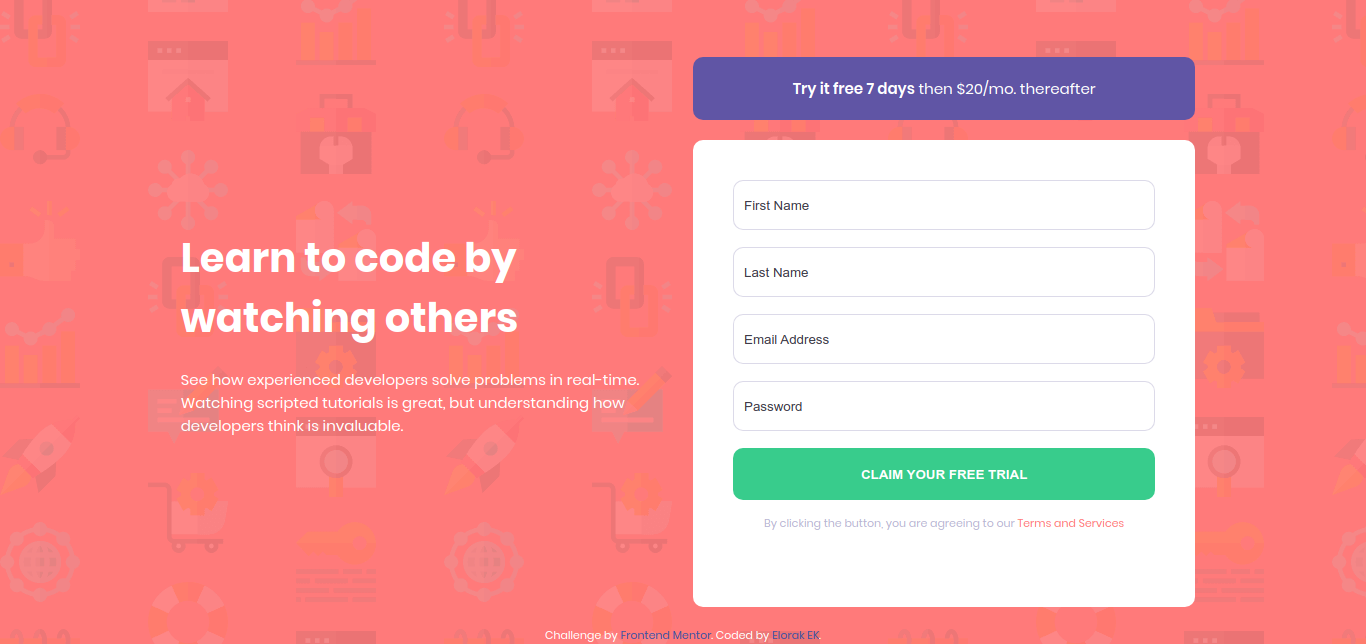 Learn to code by
watching others
See how experienced developers solve problems in real-time.
Watching scripted tutorials is great, but understanding how
developers think is invaluable.
Try it free 7 days then $20/mo. thereafter
First Name
Last Name
Email Address
Password
CLAIM YOUR FREE TRIAL
By clicking the button, you are agreeing to our Terms and Services
Challenge by Frontend Mentor. Coded by Elorak EK.